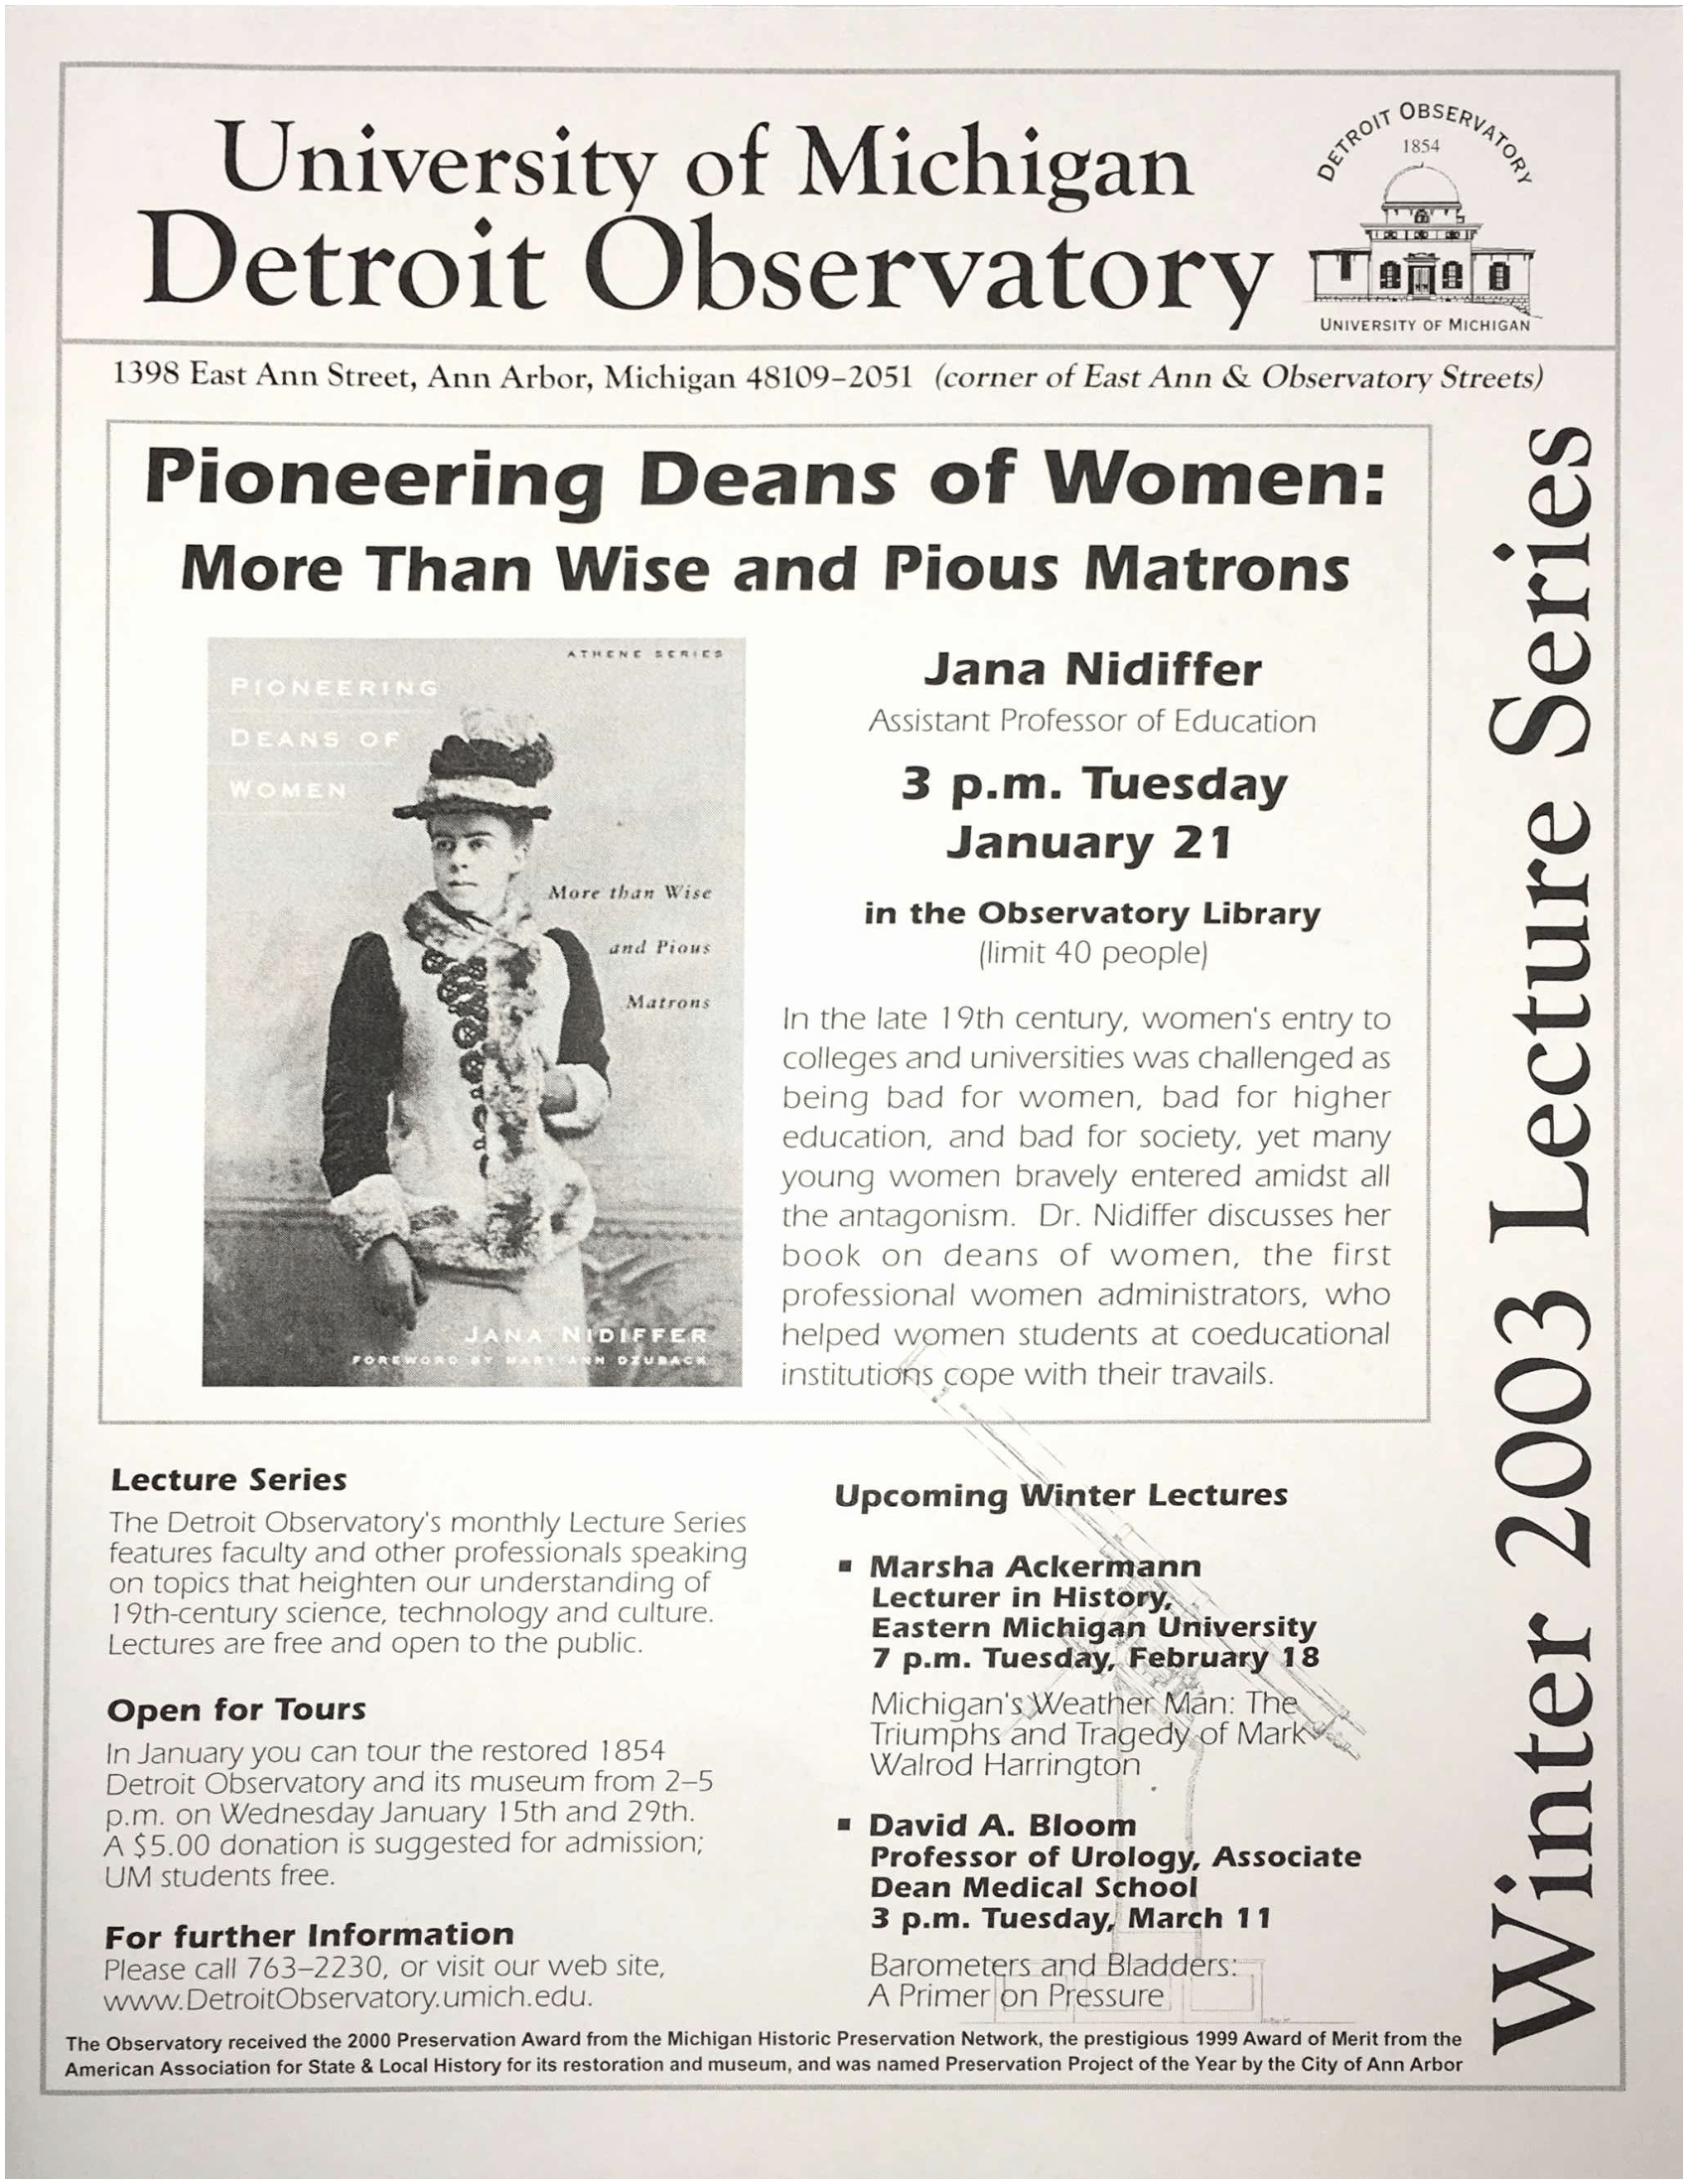 University of Michigan
Detroit Observatory
DETROIT OBSERVATORY
1854
UNIVERSITY OF MICHIGAN
1398 East Ann Street, Ann Arbor, Michigan 48109-2051 (corner of East Ann & Observatory Streets)
Pioneering Deans of Women:
More Than Wise and Pious Matrons
ATHENE SERIES
PIONEERING
DEANS OF
WOMEN
More than Wise
and Pious
Matrons
JANA NIDIFFER
FOREWORD BY MARY ANN DZUBACK
Jana Nidiffer
Assistant Professor of Education
3 p.m. Tuesday
January 21
in the Observatory Library
(limit 40 people)
In the late 19th century, women's entry to
colleges and universities was challenged as
being bad for women, bad for higher
education, and bad for society, yet many
young women bravely entered amidst all
the antagonism. Dr. Nidiffer discusses her
book on deans of women, the first
professional women administrators, who
helped women students at coeducational
institutions cope with their travails.
Winter 2003 Lecture Series
Lecture Series
The Detroit Observatory's monthly Lecture Series
features faculty and other professionals speaking
on topics that heighten our understanding of
19th-century science, technology and culture.
Lectures are free and open to the public.
Open for Tours
In January you can tour the restored 1854
Detroit Observatory and its museum from 2–5
p.m. on Wednesday January 15th and 29th.
A $5.00 donation is suggested for admission;
UM students free.
For further Information
Please call 763–2230, or visit our web site,
www.DetroitObservatory.umich.edu.
Upcoming Winter Lectures
▪ Marsha Ackermann
Lecturer in History,
Eastern Michigan University
7 p.m. Tuesday, February 18
Michigan's Weather Man: The
Triumphs and Tragedy of Mark
Walrod Harrington
▪ David A. Bloom
Professor of Urology, Associate
Dean Medical School
3 p.m. Tuesday, March 11
Barometers and Bladders:
A Primer on Pressure
The Observatory received the 2000 Preservation Award from the Michigan Historic Preservation Network, the prestigious 1999 Award of Merit from the
American Association for State & Local History for its restoration and museum, and was named Preservation Project of the Year by the City of Ann Arbor